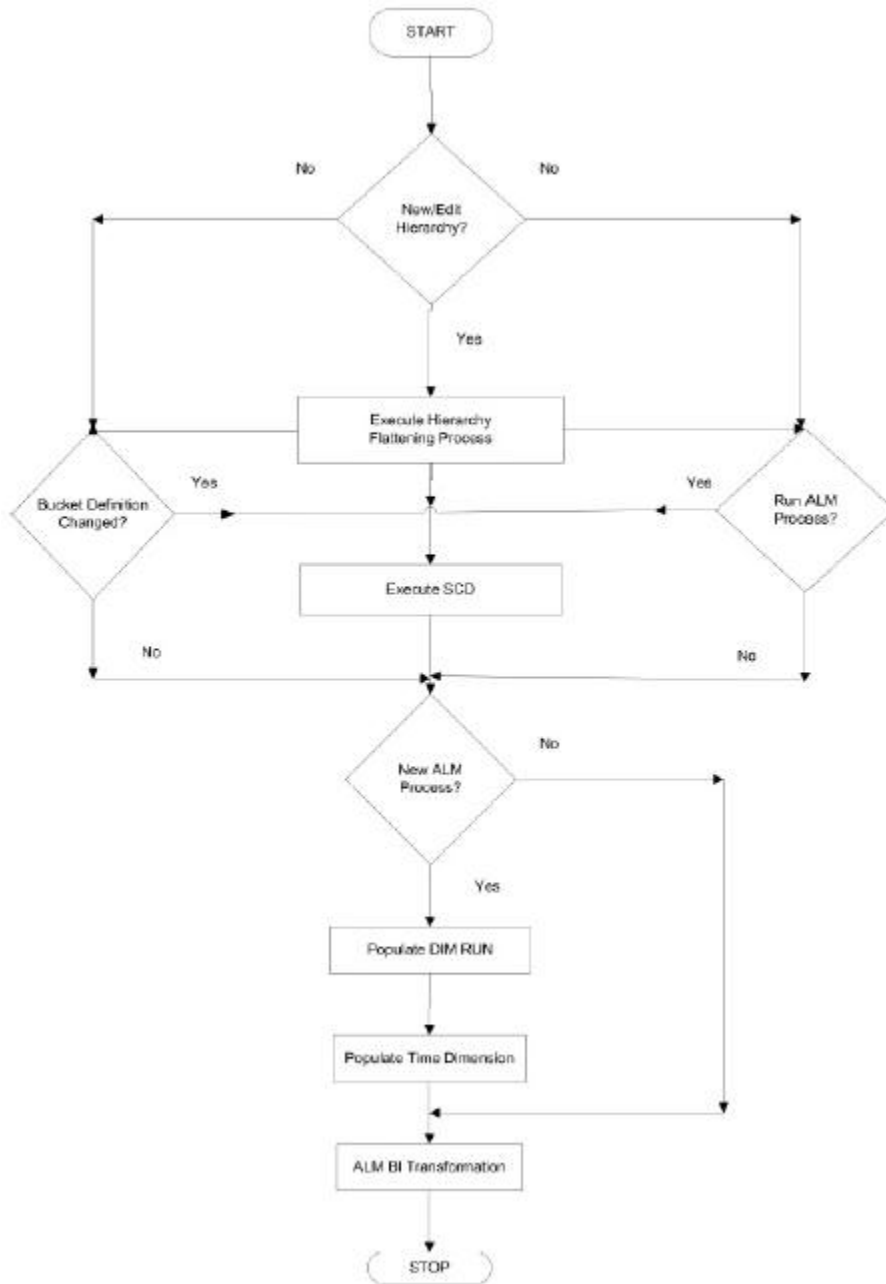 START
No
No
New/Edit
Hierarchy?
Yes
Execute Hierarchy
Flattening Process
Yes
Yes
Bucket Definition
Changed?
Run ALM
Process?
Execute SCD
No
No
No
New ALM
Process?
Yes
Populate DIM RUN
Populate Time Dimension
ALM BI Transformation
STOP